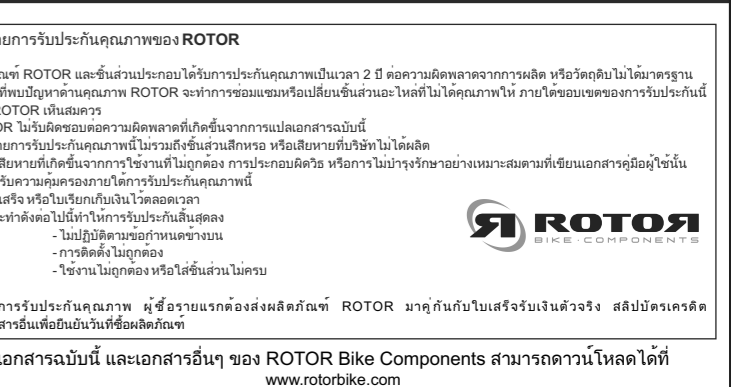 ยการรับประกันคุณภาพของ ROTOR
ณฑ์ ROTOR และชิ้นส่วนประกอบได้รับการประกันคุณภาพเป็นเวลา 2 ปี ต่อความผิดพลาดจากการผลิต หรือวัตถุดิบไม่ได้มาตรฐาน
ที่พบปัญหาด้านคุณภาพ ROTOR จะทำการซ่อมแซมหรือเปลี่ยนชิ้นส่วนอะไหล่ที่ไม่ได้คุณภาพให้ ภายใต้ขอบเขตของการรับประกันนี้
ROTOR เห็นสมควร
OR ไม่รับผิดชอบต่อความผิดพลาดที่เกิดขึ้นจากการแปลเอกสารฉบับนี้
ยการรับประกันคุณภาพนี้ไม่รวมถึงชิ้นส่วนสึกหรอ หรือเสียหายที่บริษัทไม่ได้ผลิต
เสียหายที่เกิดขึ้นจากการใช้งานที่ไม่ถูกต้อง การประกอบผิดวิธ หรือการไม่บำรุงรักษาอย่างเหมาะสมตามที่เขียนเอกสารคู่มือผู้ใช้นั้น
รับความคุ้มครองภายใต้การรับประกันคุณภาพนี้
เสร็จ หรือใบเรียกเก็บเงินไว้ตลอดเวลา
ะทำดังต่อไปนี้ทำให้การรับประกันสิ้นสุดลง
- ไม่ปฏิบัติตามข้อกำหนดข้างบน
- การติดตั้งไม่ถูกต้อง
- ใช้งานไม่ถูกต้อง หรือใส่ชิ้นส่วนไม่ครบ
ROTOR
BIKE·COMPONENTS
การรับประกันคุณภาพ ผู้ซื้อรายแรกต้องส่งผลิตภัณฑ์ ROTOR มาคู่กันกับใบเสร็จรับเงินตัวจริง สลิปบัตรเครดิต
สารอื่นเพื่อยืนยันวันที่ซื้อผลิตภัณฑ์
เอกสารฉบับนี้ และเอกสารอื่นๆ ของ ROTOR Bike Components สามารถดาวน์โหลดได้ที่
www.rotorbike.com